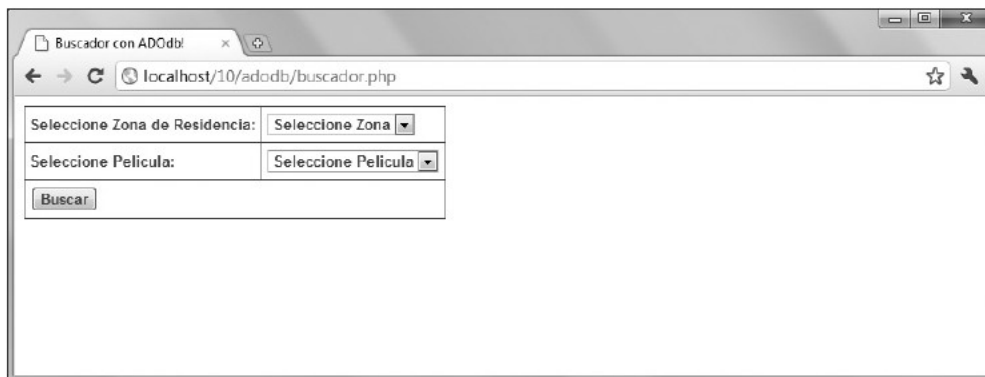 Buscador con ADOdb!
localhost/10/adodb/buscador.php
Seleccione Zona de Residencia: Seleccione Zona
Seleccione Pelicula: Seleccione Pelicula
Buscar